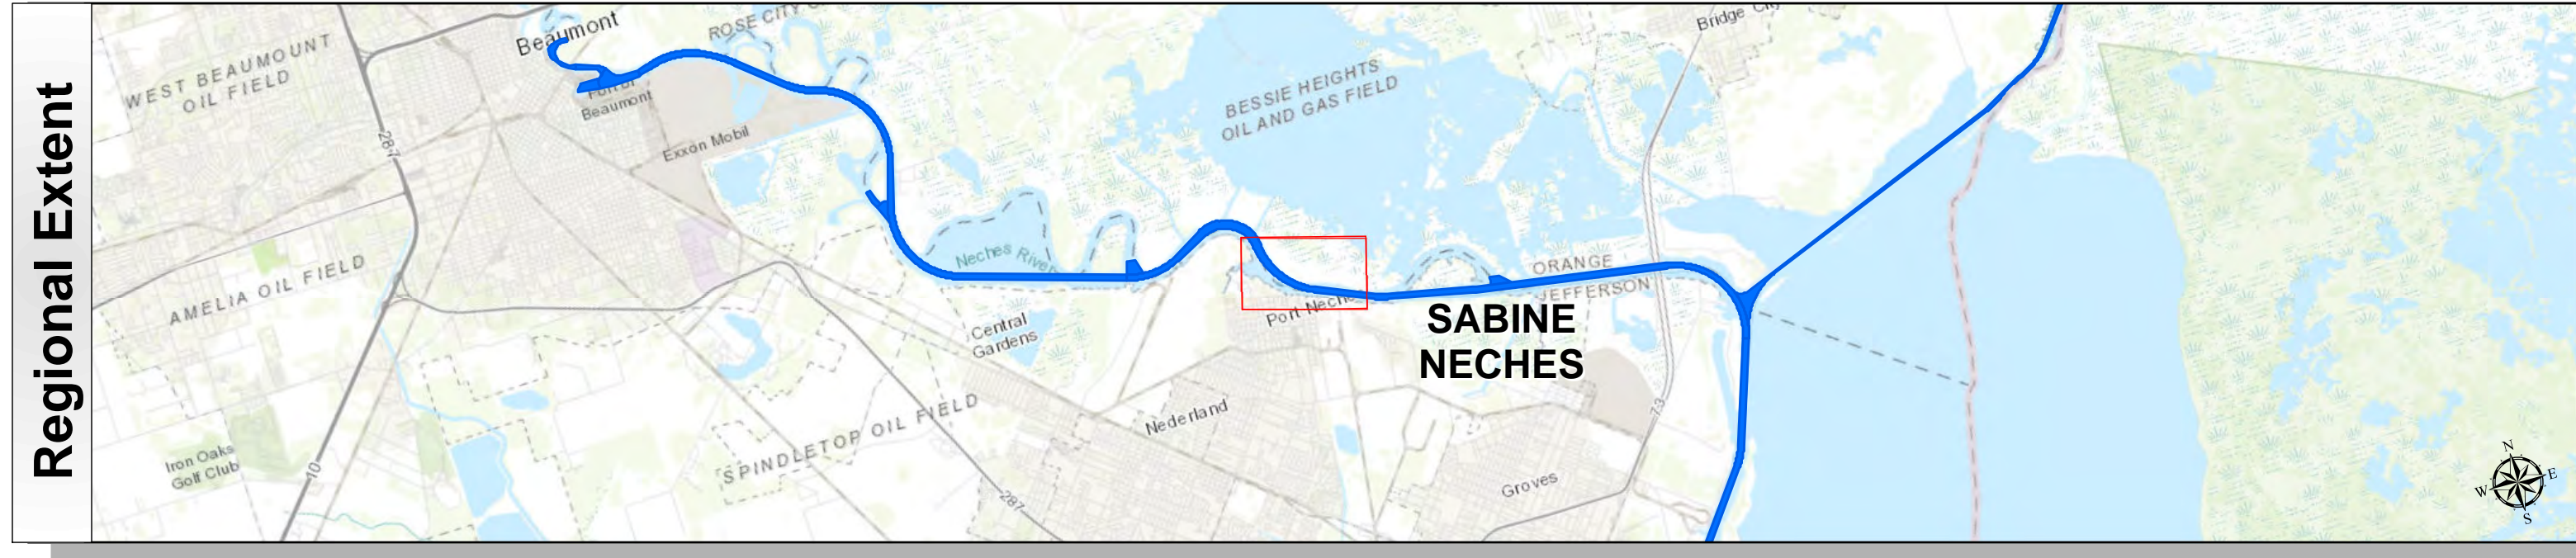 Regional Extent
Beaumont
ROSE CITY
WEST BEAUMOUNT
OIL FIELD
Port of
Beaumont
Exxon Mobil
287
BESSIE HEIGHTS
OIL AND GAS FIELD
Bridge City
Neches River
AMELIA OIL FIELD
ORANGE
JEFFERSON
Port Neches
SABINE
NECHES
Central
Gardens
Nederland
73
SPINDLETOP OIL FIELD
Iron Oaks
Golf Club
10
287
Groves
N
W
E
S